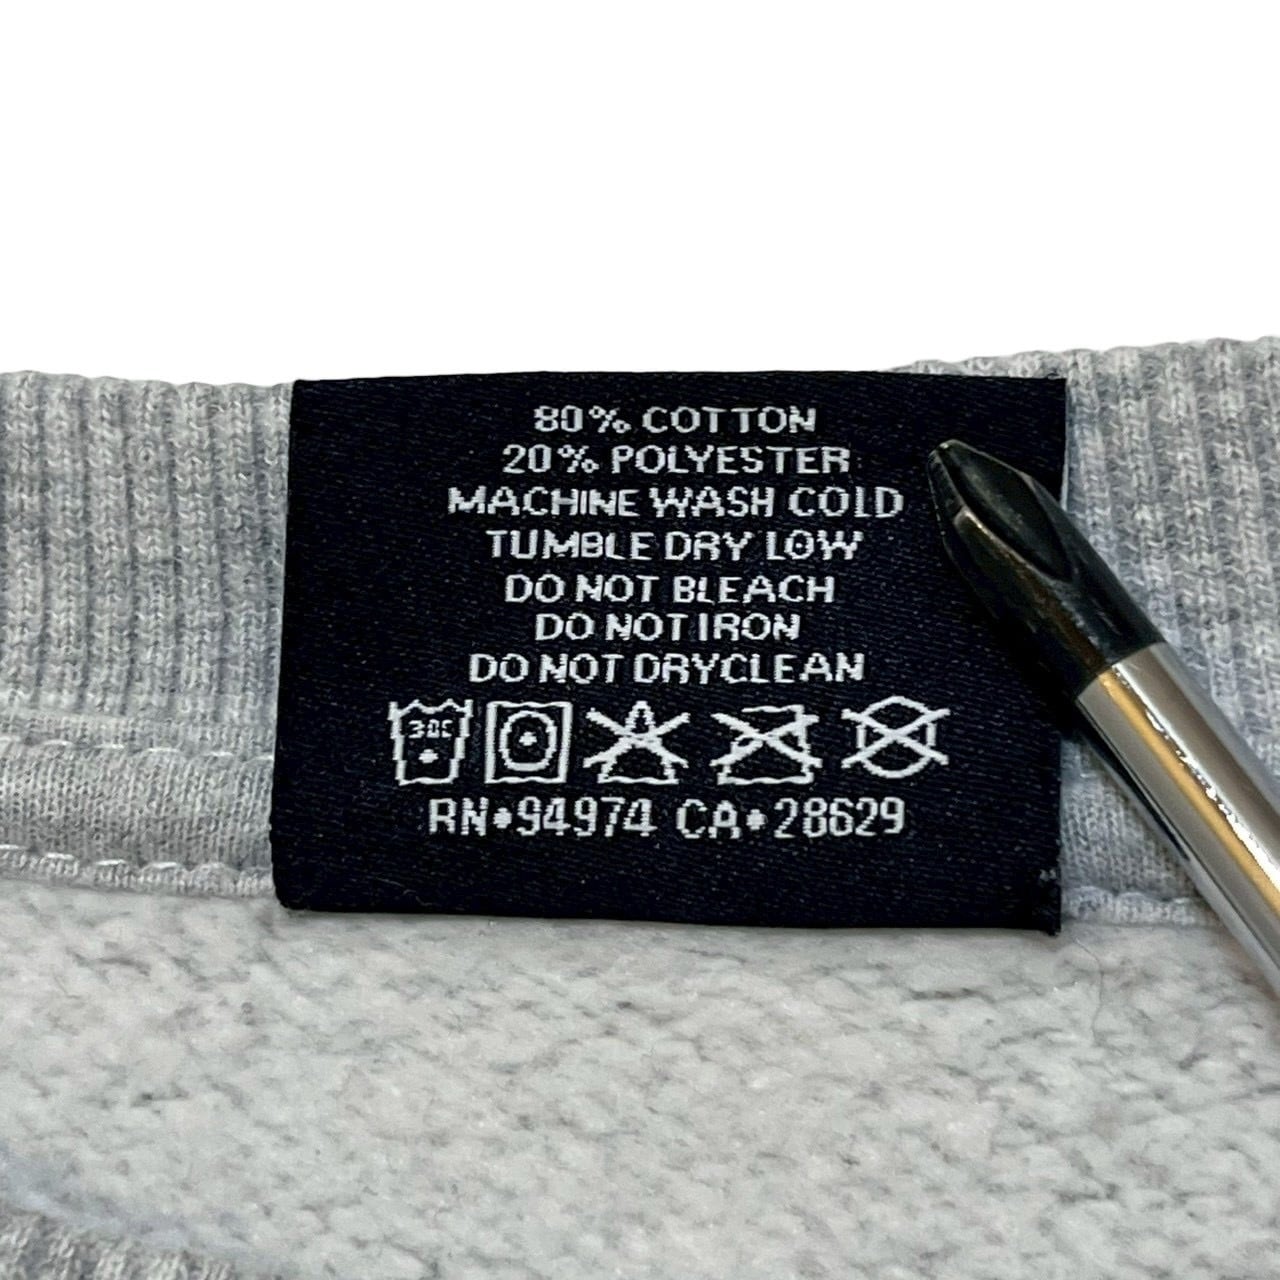 80% COTTON
20% POLYESTER
MACHINE WASH COLD
TUMBLE DRY LOW
DO NOT BLEACH
DO NOT IRON
DO NOT DRYCLEAN
30C
RN•94974 CA•28629